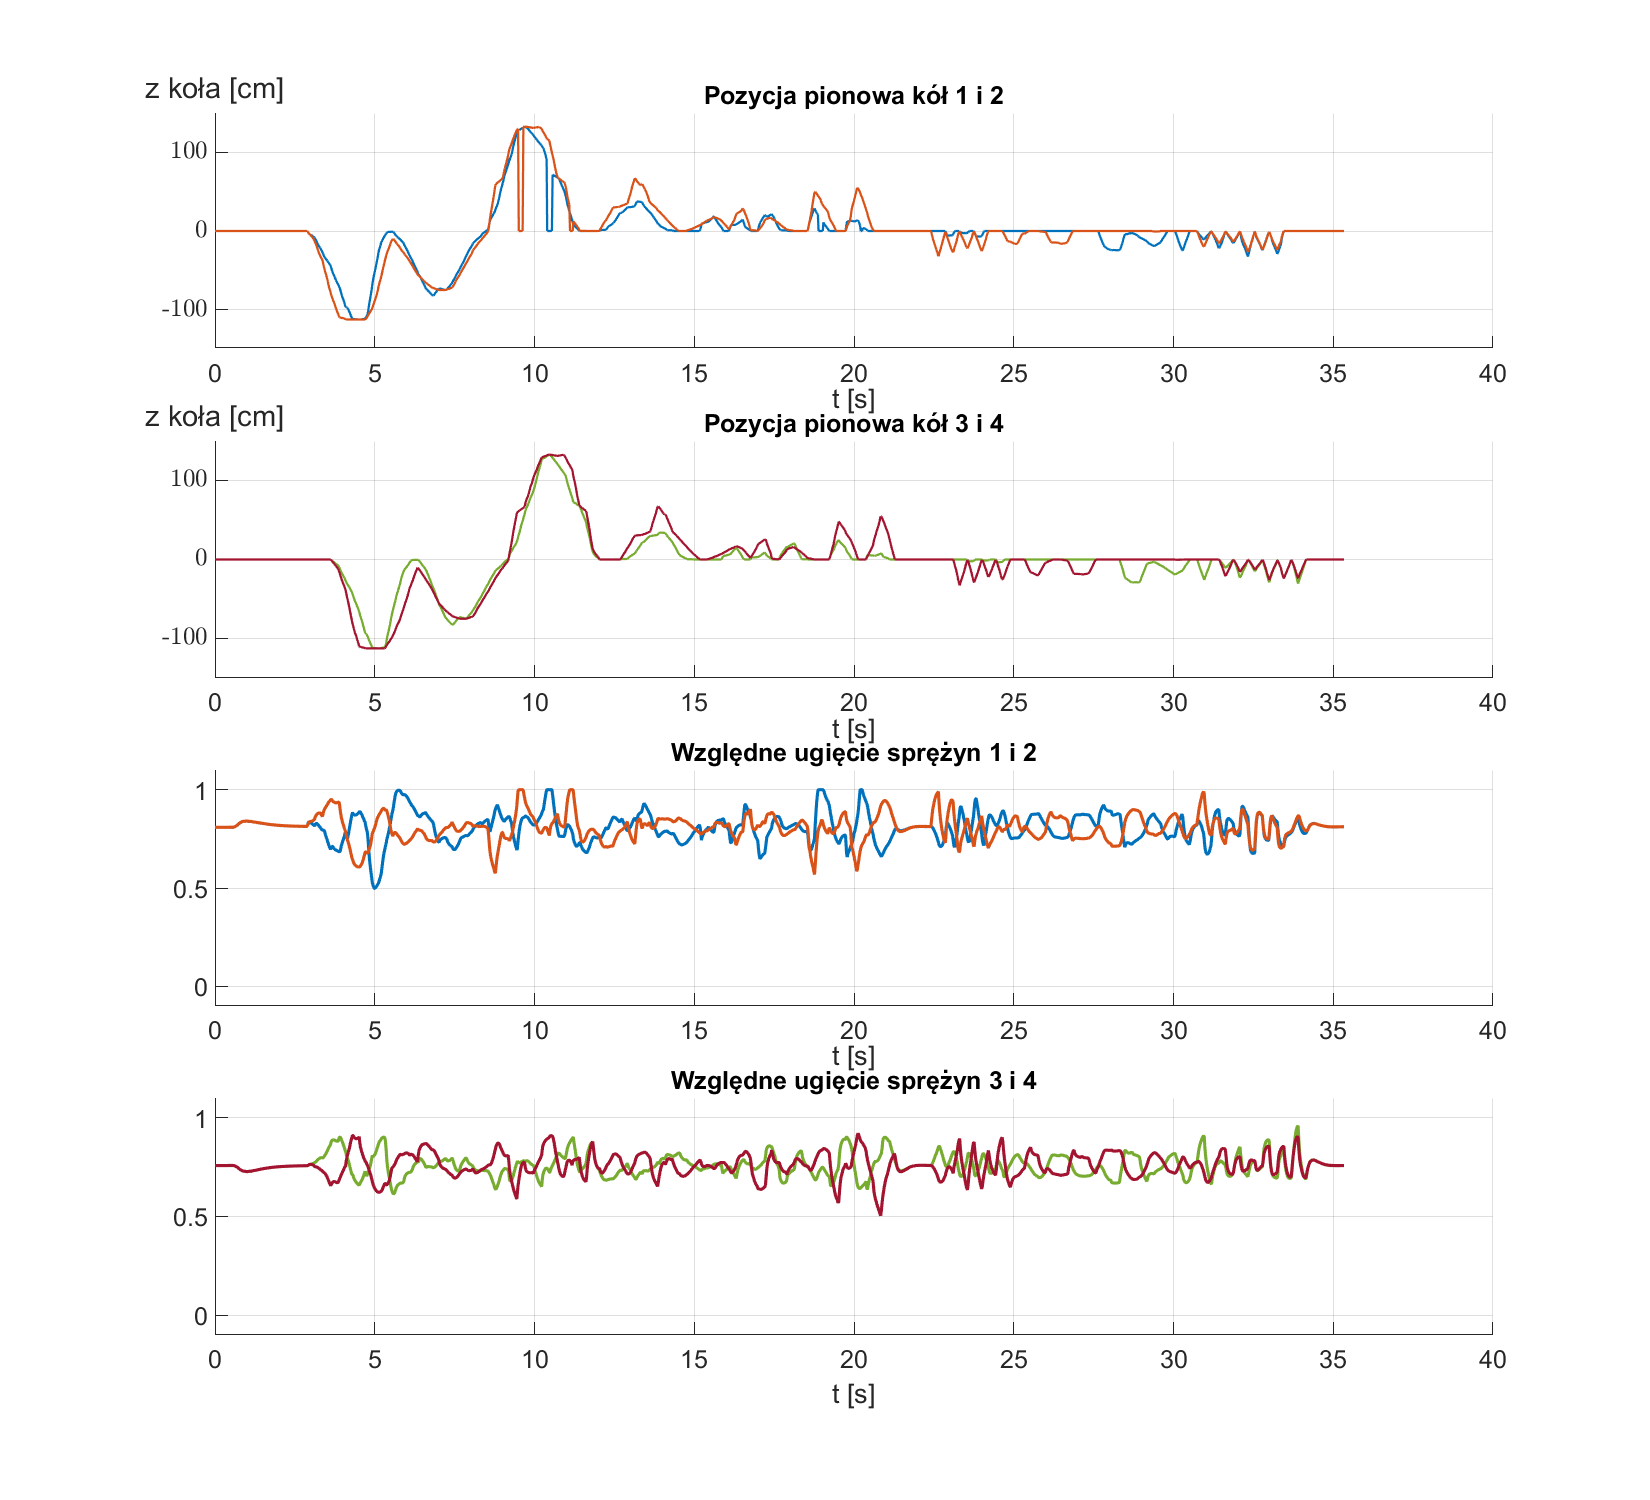 z koła [cm]
Pozycja pionowa kół 1 i 2
100
0
-100
0 5 10 15 20 25 30 35 40
t [s]
z koła [cm]
Pozycja pionowa kół 3 i 4
100
0
-100
0 5 10 15 20 25 30 35 40
t [s]
Względne ugięcie sprężyn 1 i 2
1
0.5
0
0 5 10 15 20 25 30 35 40
t [s]
Względne ugięcie sprężyn 3 i 4
1
0.5
0
0 5 10 15 20 25 30 35 40
t [s]